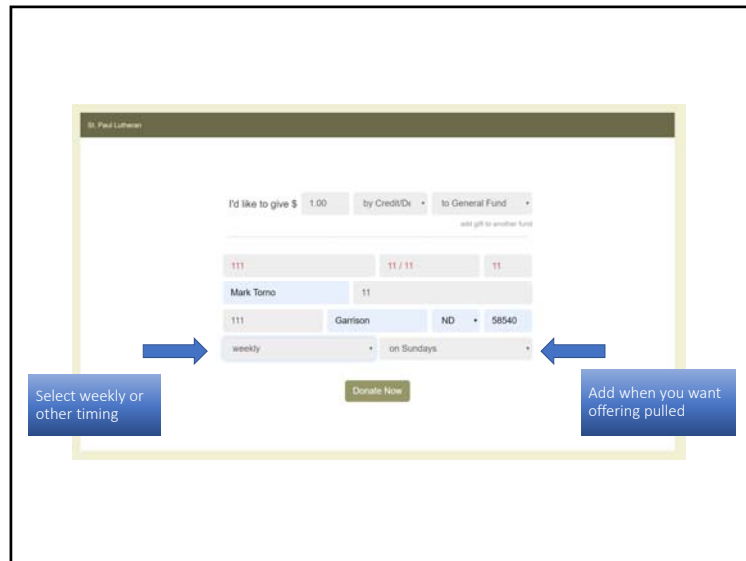 St. Paul Lutheran
I'd like to give $ 1.00 by Credit/De to General Fund
add gift to another fund
111 11 / 11 11
Mark Torno 11
111 Garrison ND 58540
weekly on Sundays
Select weekly or
other timing
Add when you want
offering pulled
Donate Now